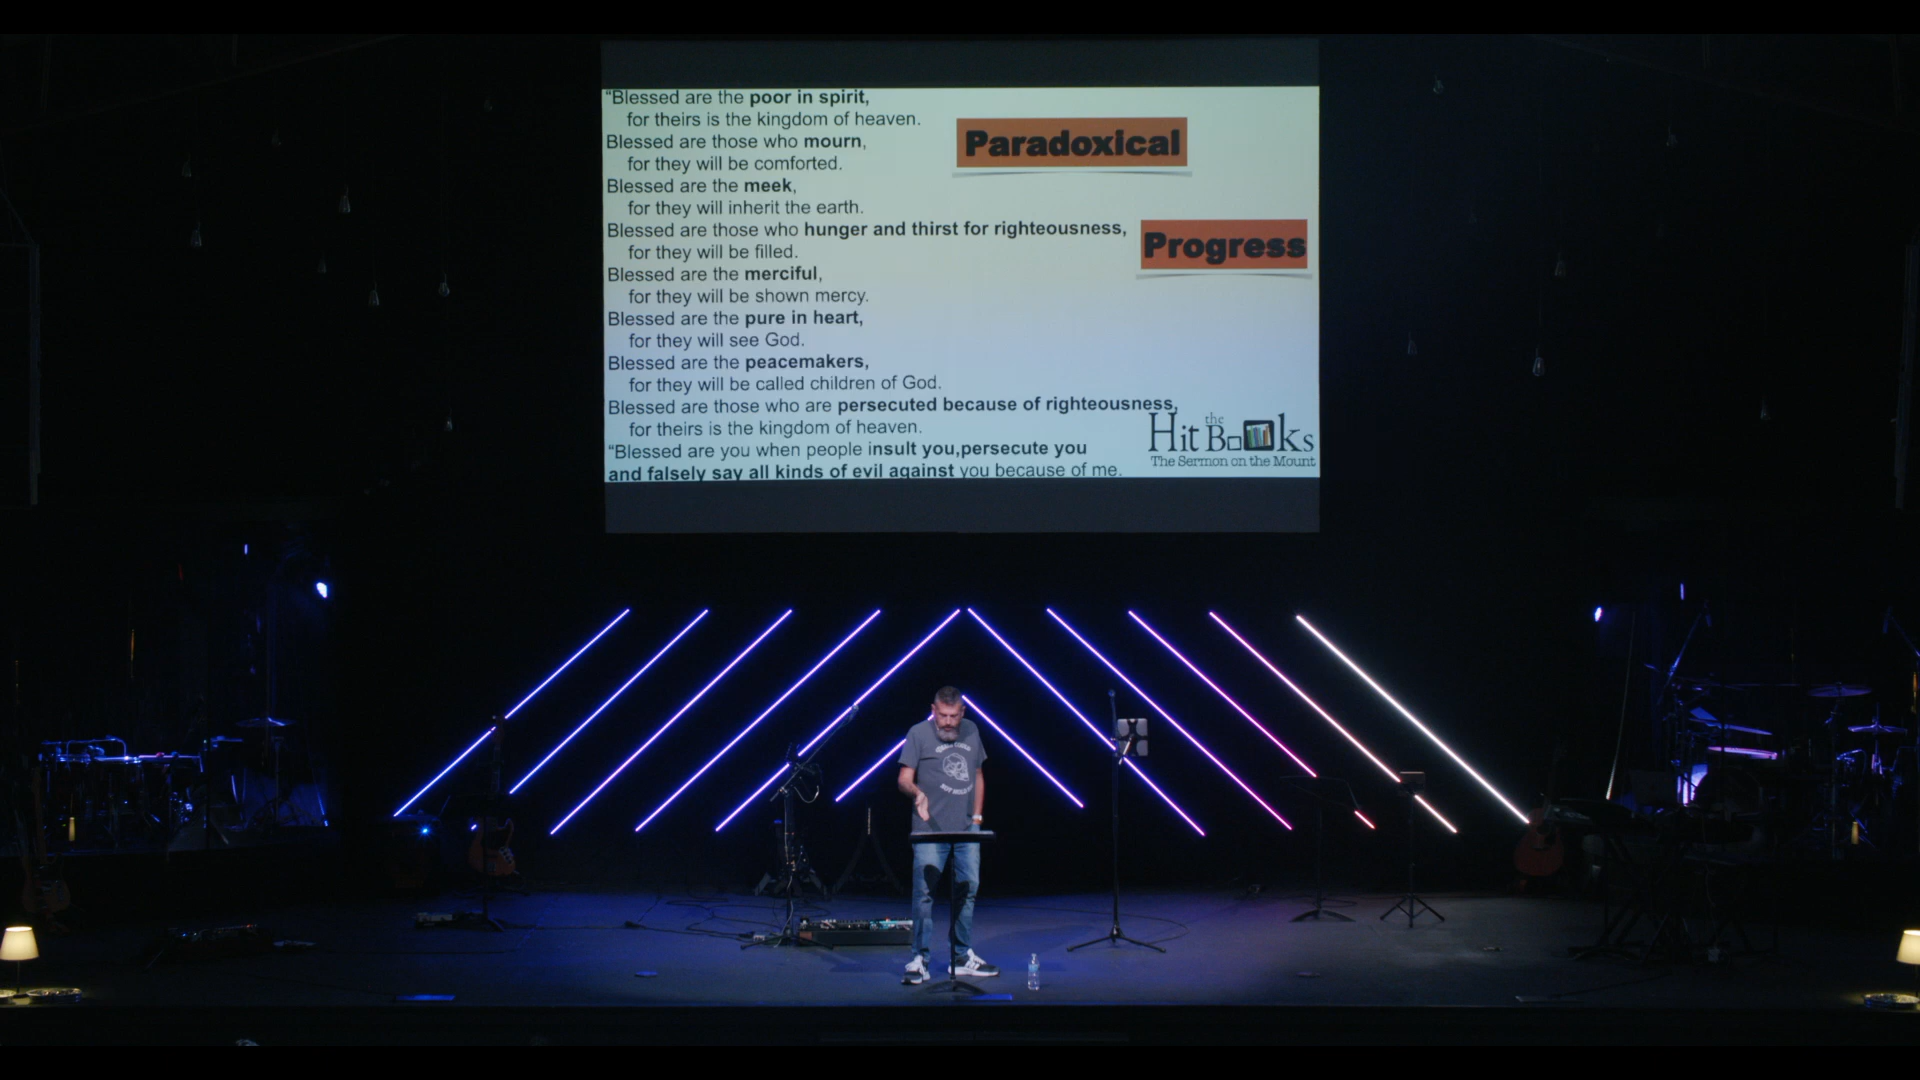 “Blessed are the poor in spirit,
for theirs is the kingdom of heaven.
Blessed are those who mourn,
for they will be comforted.
Blessed are the meek,
for they will inherit the earth.
Blessed are those who hunger and thirst for righteousness,
for they will be filled.
Blessed are the merciful,
for they will be shown mercy.
Blessed are the pure in heart,
for they will see God.
Blessed are the peacemakers,
for they will be called children of God.
Blessed are those who are persecuted because of righteousness,
for theirs is the kingdom of heaven.
“Blessed are you when people insult you,persecute you
and falsely say all kinds of evil against you because of me.
Paradoxical
Progress
Hit the Books
The Sermon on the Mount